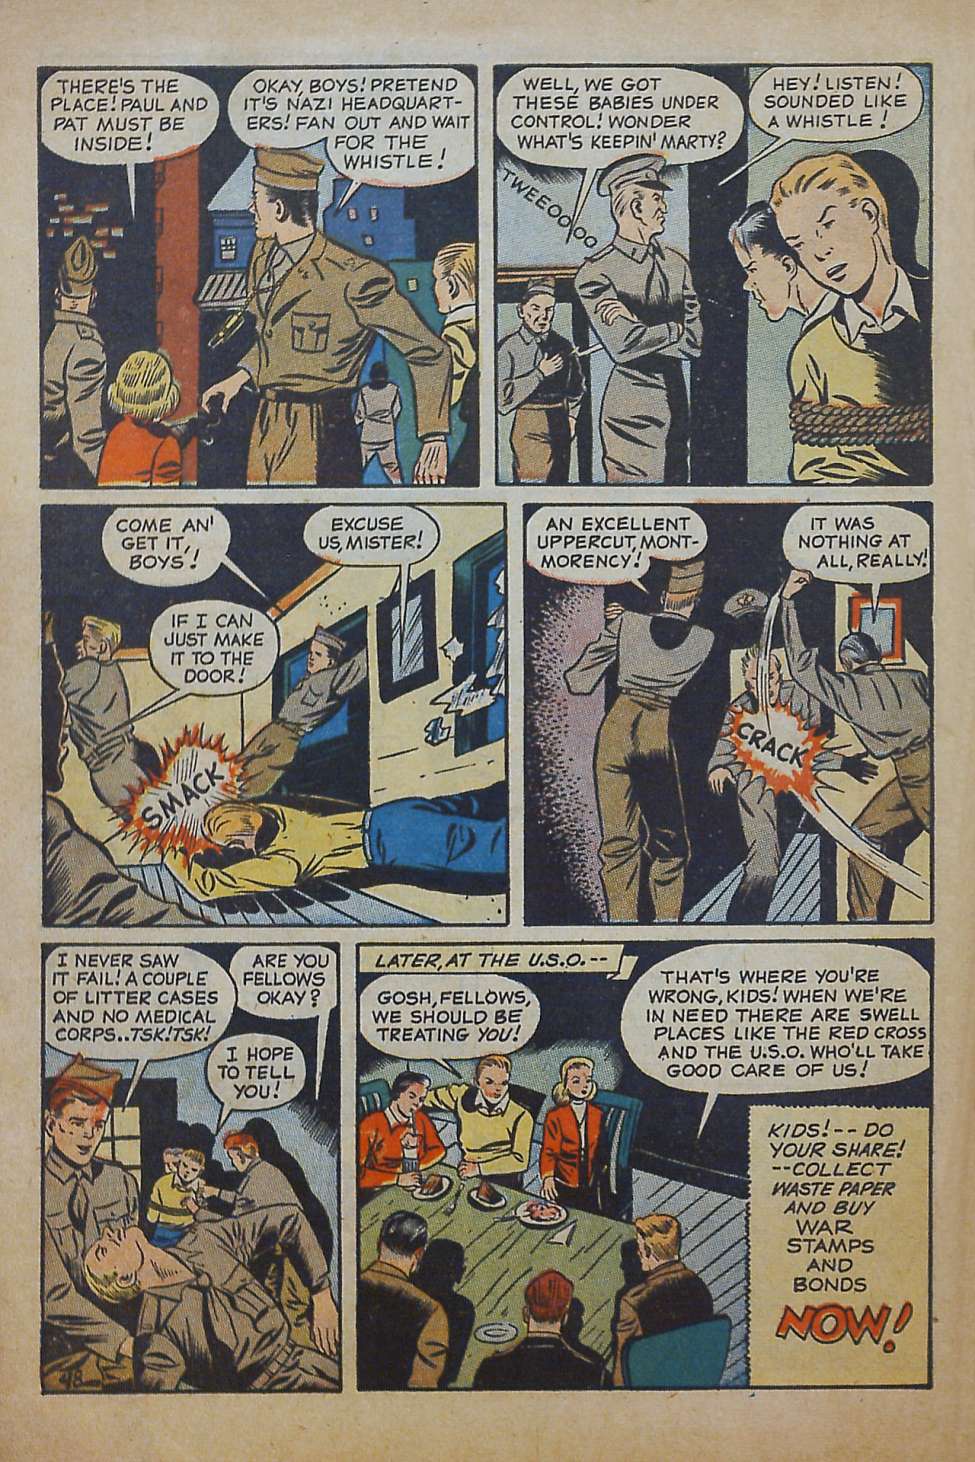 THERE'S THE
PLACE! PAUL AND
PAT MUST BE
INSIDE!
OKAY, BOYS! PRETEND
IT'S NAZI HEADQUART-
ERS! FAN OUT AND WAIT
FOR THE
WHISTLE!
WELL, WE GOT
THESE BABIES UNDER
CONTROL! WONDER
WHAT'S KEEPIN' MARTY?
HEY! LISTEN!
SOUNDED LIKE
A WHISTLE!
TWEEOOOO
COME AN'
GET IT,
BOYS'!
EXCUSE
US, MISTER!
IF I CAN
JUST MAKE
IT TO THE
DOOR!
SMACK
AN EXCELLENT
UPPERCUT, MONT-
MORENCY!
IT WAS
NOTHING AT
ALL, REALLY!
CRACK
I NEVER SAW
IT FAIL! A COUPLE
OF LITTER CASES
AND NO MEDICAL
CORPS..TSK!TSK!
ARE YOU
FELLOWS
OKAY?
I HOPE
TO TELL
YOU!
48
LATER, AT THE U.S.O.--
GOSH, FELLOWS,
WE SHOULD BE
TREATING YOU!
THAT'S WHERE YOU'RE
WRONG, KIDS! WHEN WE'RE
IN NEED THERE ARE SWELL
PLACES LIKE THE RED CROSS
AND THE U.S.O. WHO'LL TAKE
GOOD CARE OF US!
KIDS!-- DO
YOUR SHARE!
--COLLECT
WASTE PAPER
AND BUY
WAR
STAMPS
AND
BONDS
NOW!